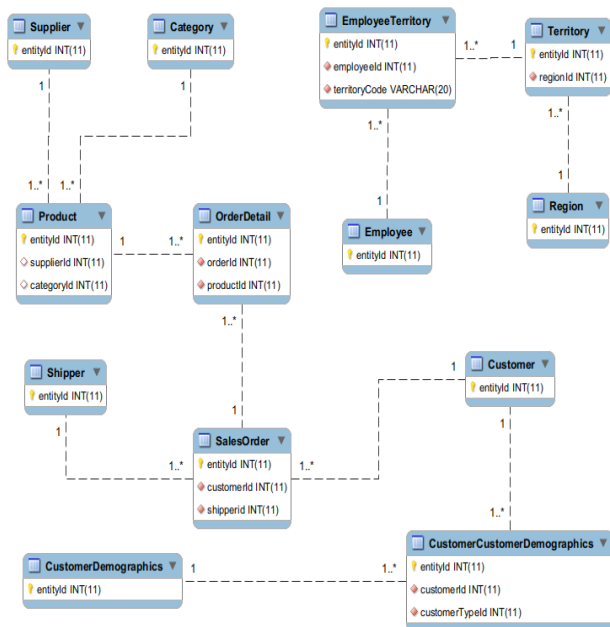 Supplier
entityId INT(11)
Category
entityId INT(11)
EmployeeTerritory
entityId INT(11)
employeeId INT(11)
territoryCode VARCHAR(20)
Territory
entityId INT(11)
regionId INT(11)
1..*
1
1
1
1..*
1..*
1
1
1..*
1..*
Product
entityId INT(11)
supplierId INT(11)
categoryId INT(11)
1
1..*
OrderDetail
entityId INT(11)
orderId INT(11)
productId INT(11)
Employee
entityId INT(11)
Region
entityId INT(11)
1..*
1
Shipper
entityId INT(11)
1
1..*
SalesOrder
entityId INT(11)
customerId INT(11)
shipperid INT(11)
1..*
1
Customer
entityId INT(11)
1
1..*
CustomerDemographics
entityId INT(11)
1
1..*
CustomerCustomerDemographics
entityId INT(11)
customerId INT(11)
customerTypeId INT(11)